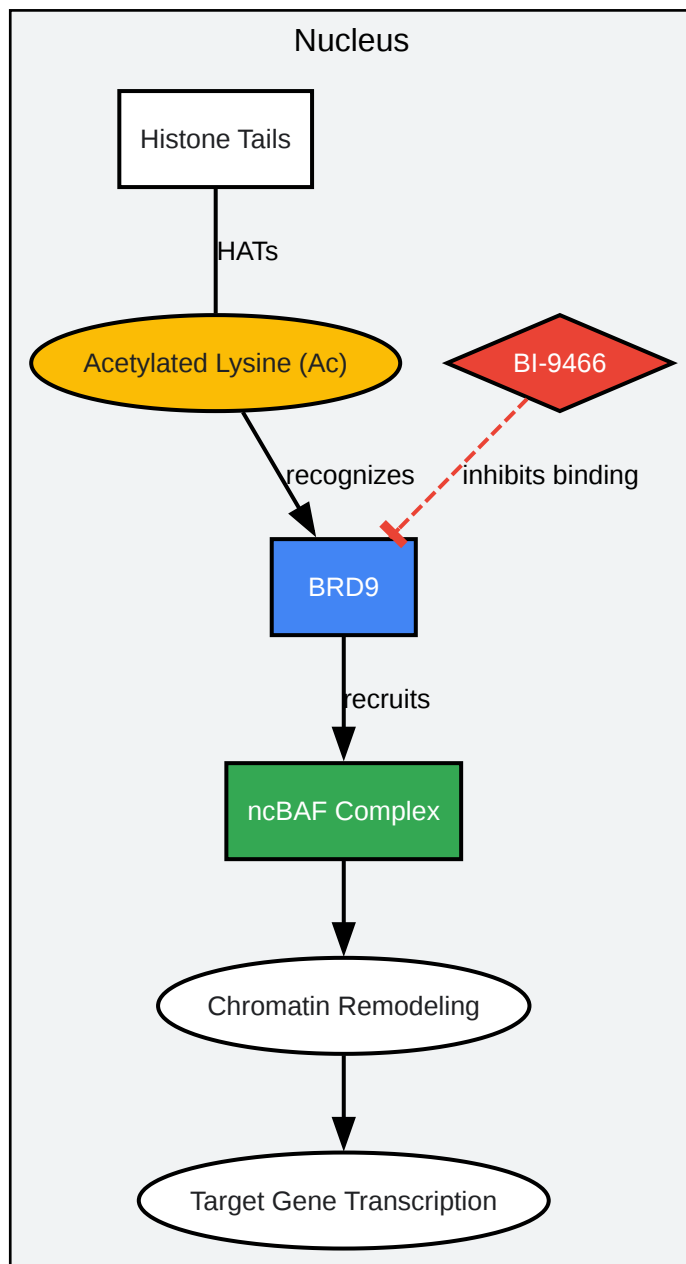 Nucleus
Histone Tails
HATs
Acetylated Lysine (Ac)
BI-9466
recognizes
inhibits binding
BRD9
recruits
ncBAF Complex
Chromatin Remodeling
Target Gene Transcription